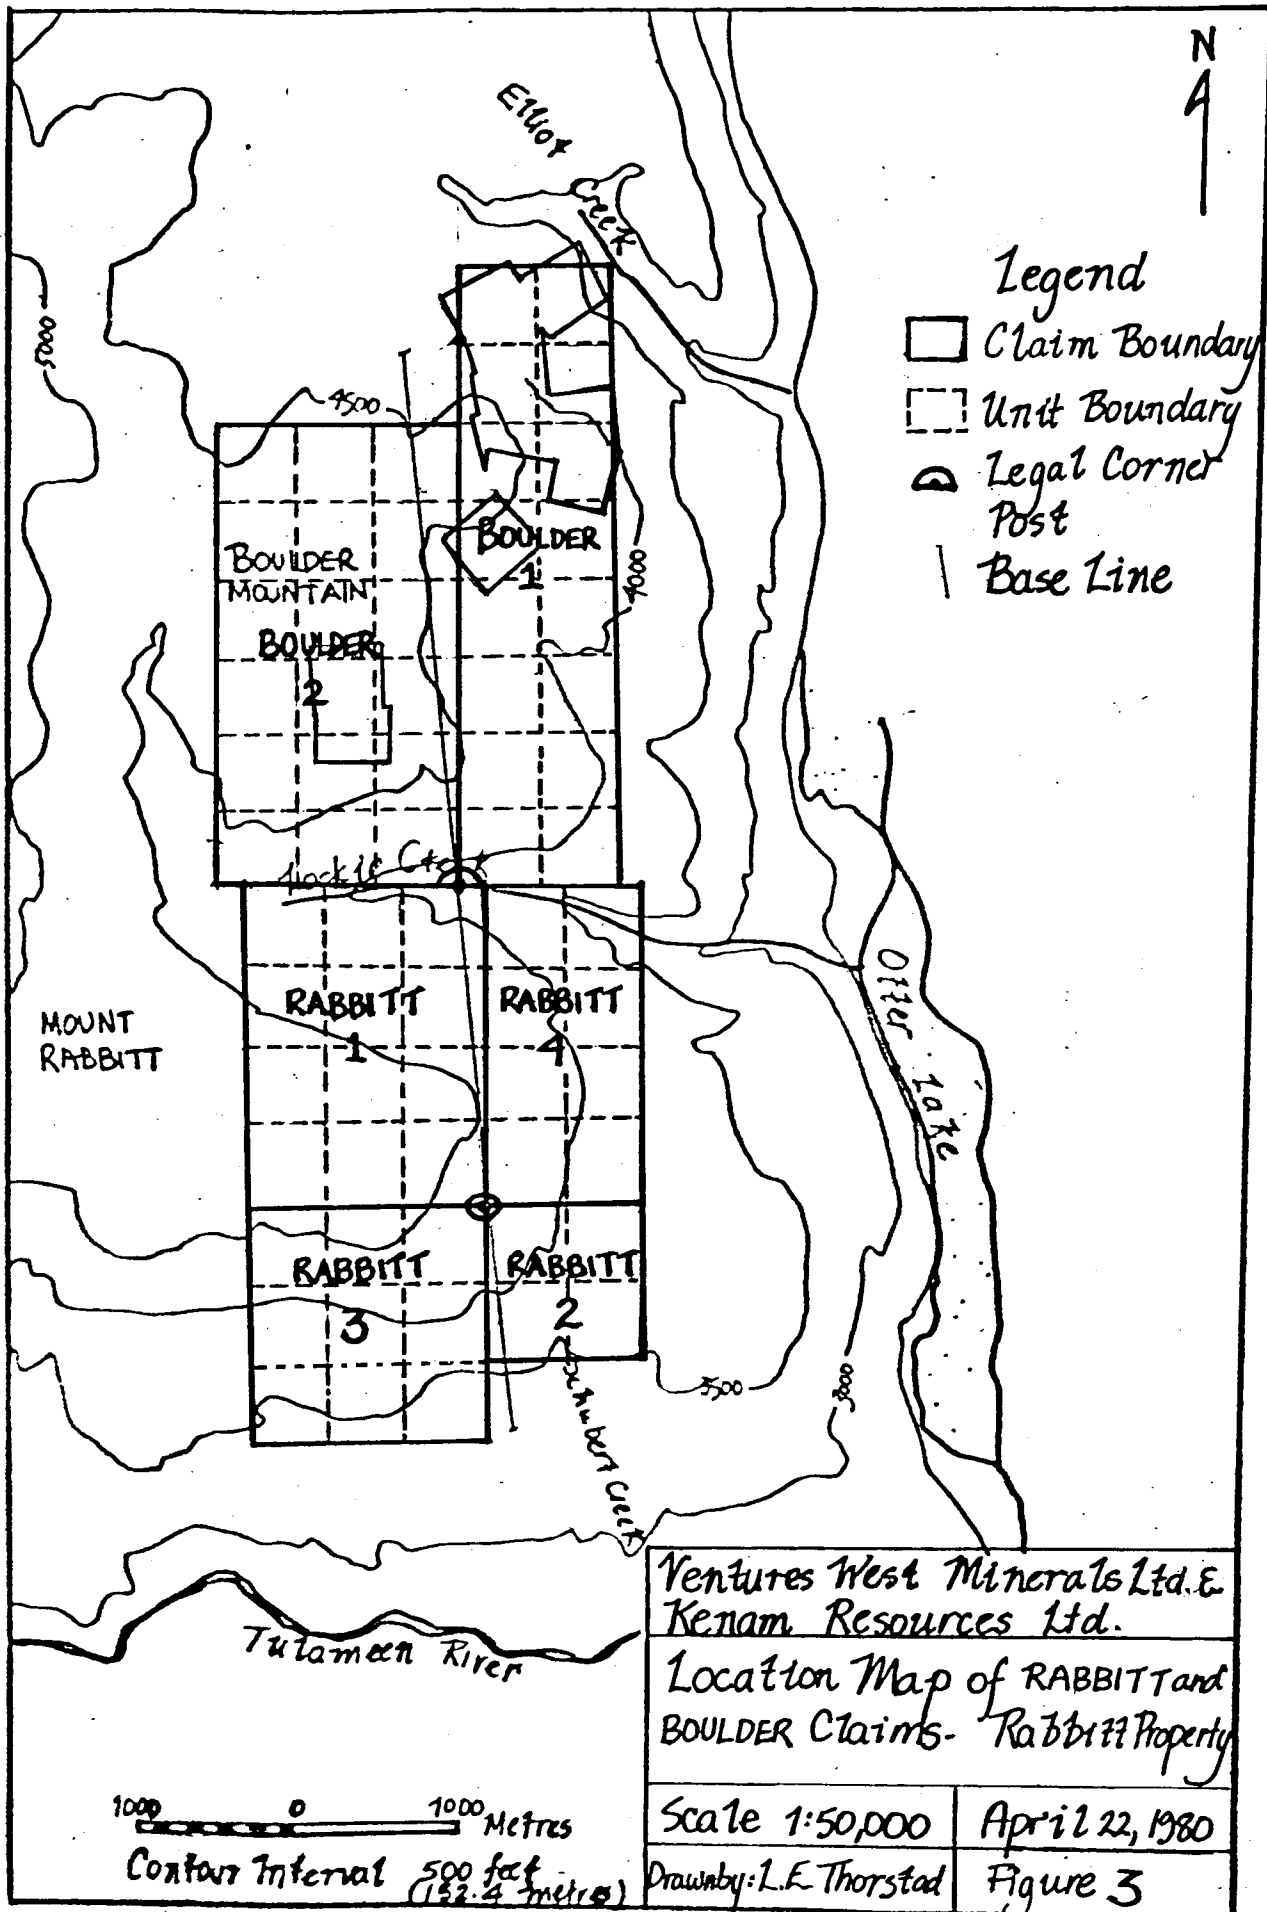 N
Elliot
Creek
Legend
Claim Boundary
Unit Boundary
Legal Corner
Post
Base Line
5000
4500
4000
BOULDER
1
BOULDER
MOUNTAIN
BOULDER
2
Creek
RABBITT
1
RABBITT
4
MOUNT
RABBITT
Otter Lake
RABBITT
3
RABBITT
2
3500
3000
Schubert Creek
Tulameen River
Ventures West Minerals Ltd. &
Kenam Resources Ltd.
Location Map of RABBITT and
BOULDER Claims- Rabbitt Property
Scale 1:50,000
April 22, 1980
Drawn by: L.E. Thorstad
Figure 3
1000 0 1000 Metres
Contour Interval 500 feet
(152.4 metres)